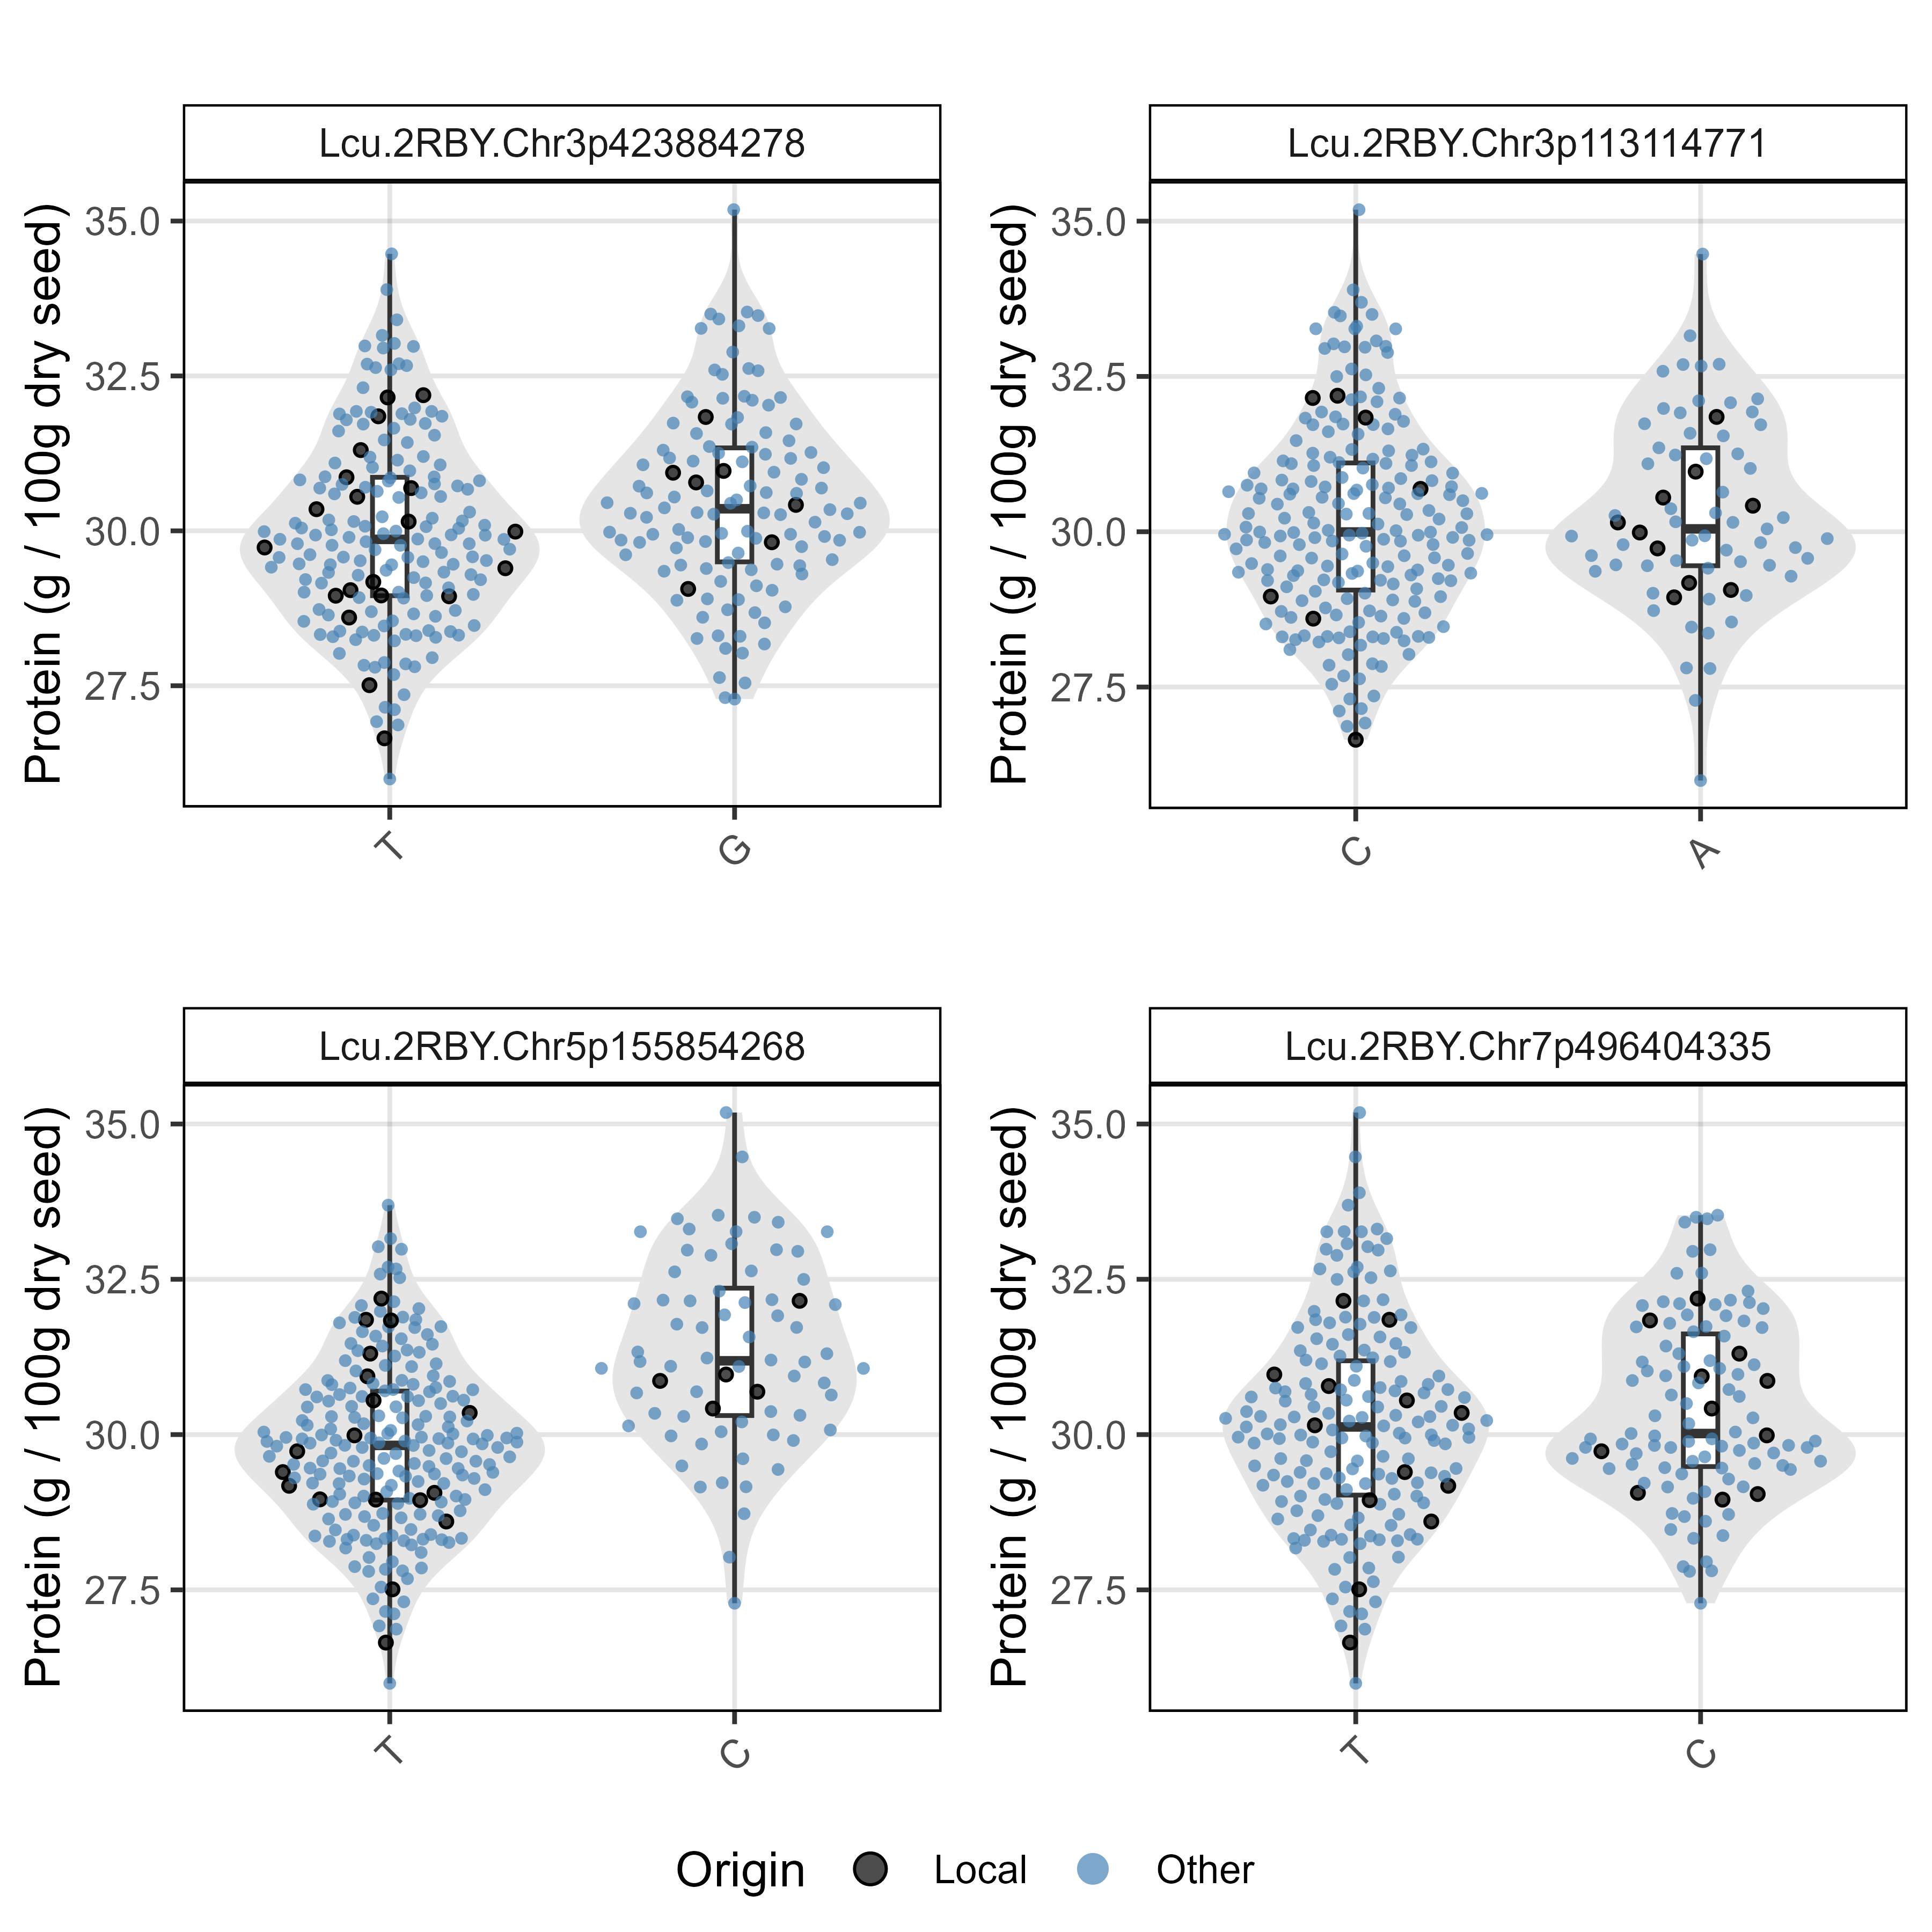 Lcu.2RBY.Chr3p423884278
Protein (g / 100g dry seed)
35.0
32.5
30.0
27.5
T
G
Lcu.2RBY.Chr3p113114771
Protein (g / 100g dry seed)
35.0
32.5
30.0
27.5
C
A
Lcu.2RBY.Chr5p155854268
Protein (g / 100g dry seed)
35.0
32.5
30.0
27.5
T
C
Lcu.2RBY.Chr7p496404335
Protein (g / 100g dry seed)
35.0
32.5
30.0
27.5
T
C
Origin Local Other